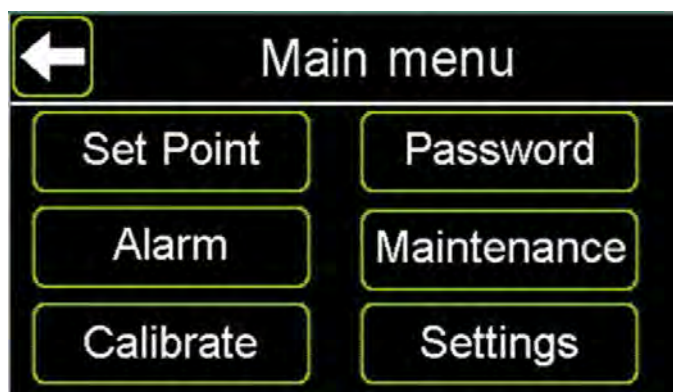 Main menu
Set Point
Password
Alarm
Maintenance
Calibrate
Settings